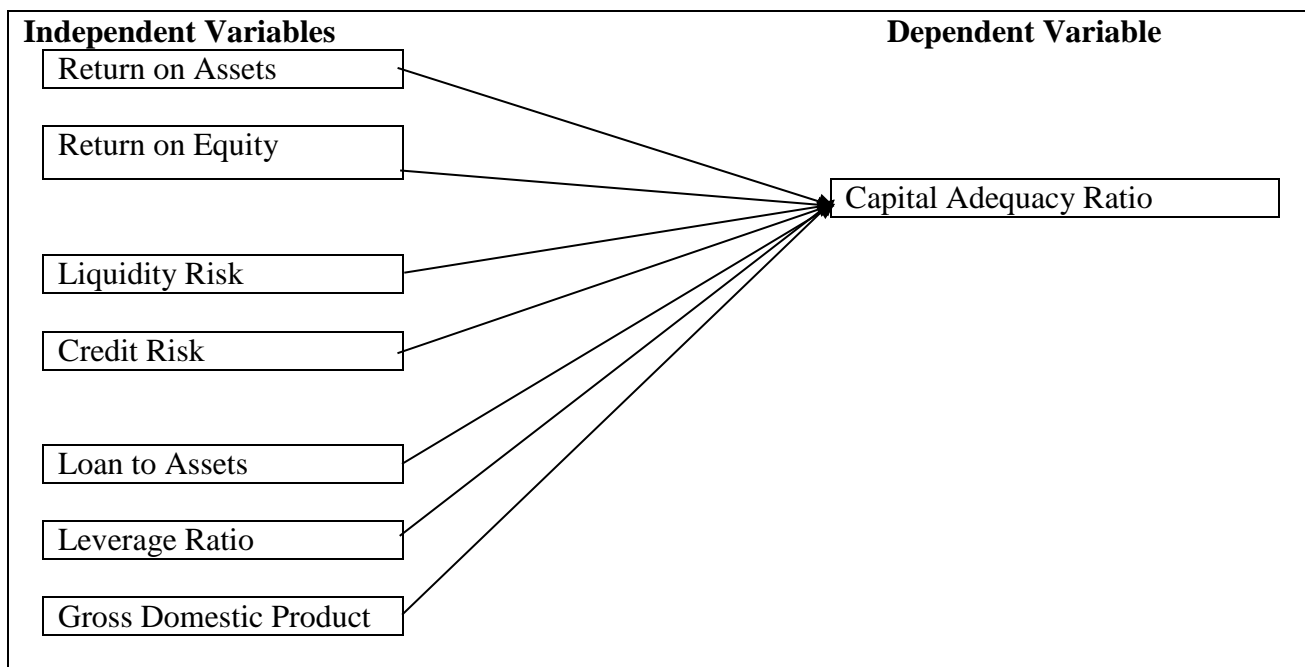 Independent Variables
Dependent Variable
Return on Assets
Return on Equity
Capital Adequacy Ratio
Liquidity Risk
Credit Risk
Loan to Assets
Leverage Ratio
Gross Domestic Product